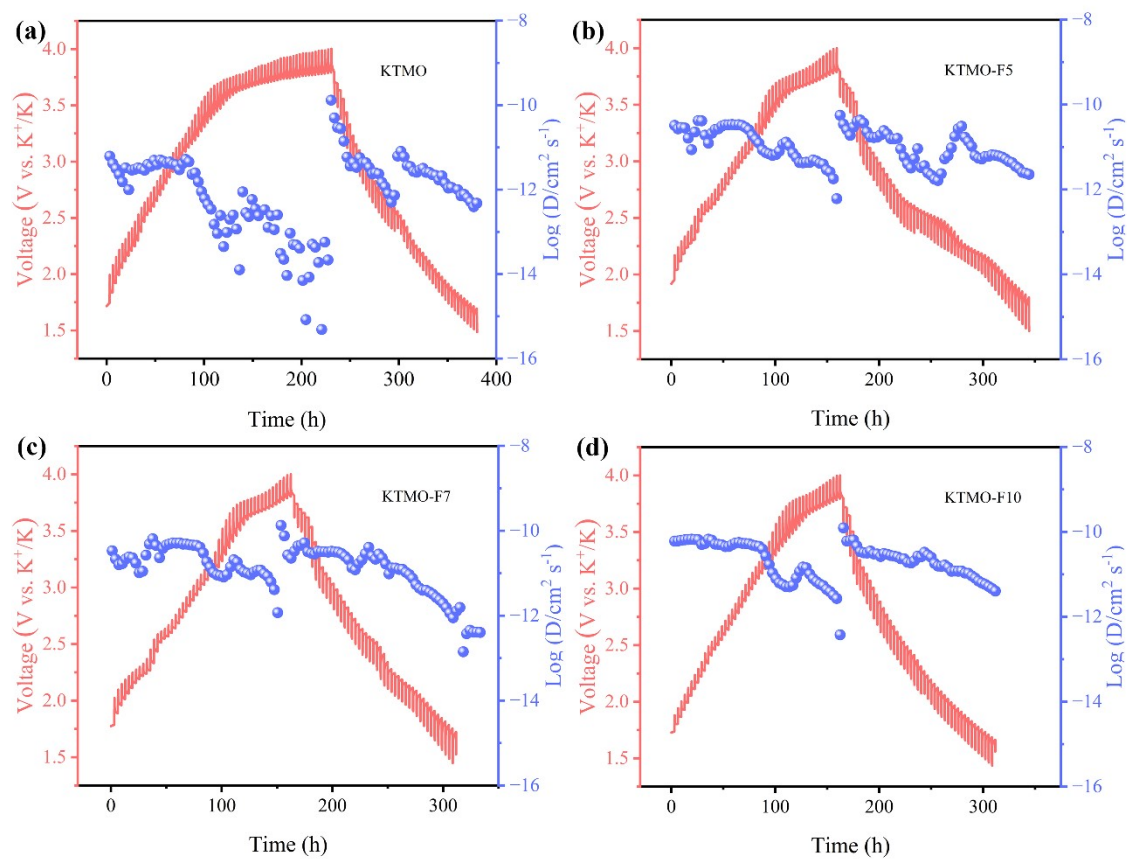 (a)
KTMO
4.0
3.5
3.0
2.5
2.0
1.5
Voltage (V vs. K⁺/K)
−8
−10
−12
−14
−16
Log (D/cm² s⁻¹)
0 100 200 300 400
Time (h)
(b)
KTMO-F5
4.0
3.5
3.0
2.5
2.0
1.5
Voltage (V vs. K⁺/K)
−8
−10
−12
−14
−16
Log (D/cm² s⁻¹)
0 100 200 300
Time (h)
(c)
KTMO-F7
4.0
3.5
3.0
2.5
2.0
1.5
Voltage (V vs. K⁺/K)
−8
−10
−12
−14
−16
Log (D/cm² s⁻¹)
0 100 200 300
Time (h)
(d)
KTMO-F10
4.0
3.5
3.0
2.5
2.0
1.5
Voltage (V vs. K⁺/K)
−8
−10
−12
−14
−16
Log (D/cm² s⁻¹)
0 100 200 300
Time (h)